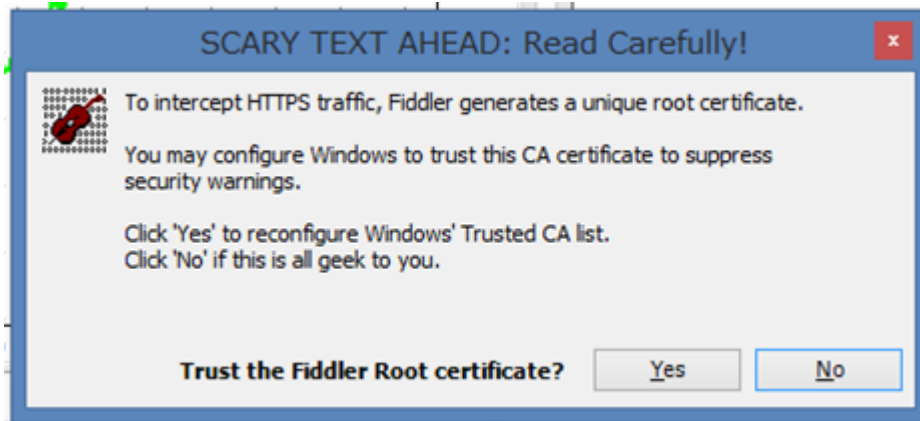 SCARY TEXT AHEAD: Read Carefully!
x
To intercept HTTPS traffic, Fiddler generates a unique root certificate.
You may configure Windows to trust this CA certificate to suppress
security warnings.
Click 'Yes' to reconfigure Windows' Trusted CA list.
Click 'No' if this is all geek to you.
Trust the Fiddler Root certificate? Yes No